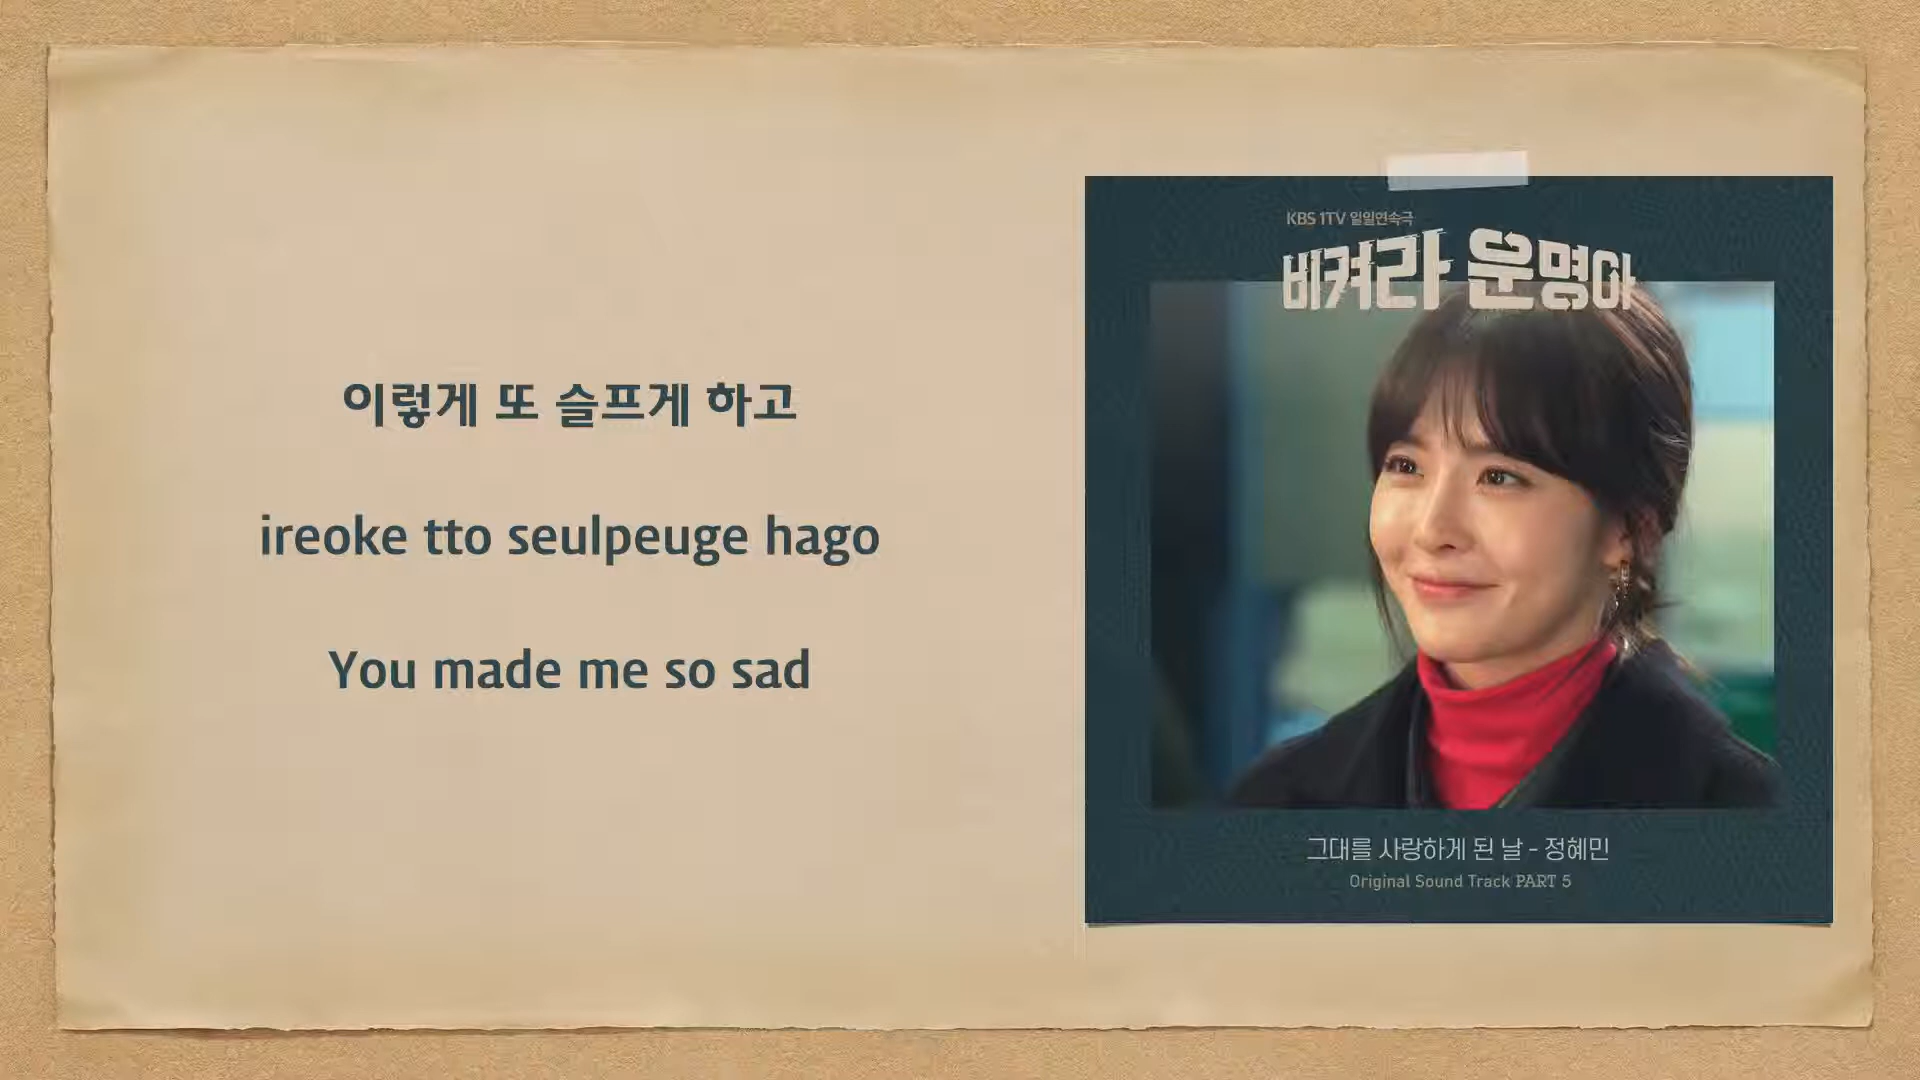 이렇게 또 슬프게 하고
ireoke tto seulpeuge hago
You made me so sad
KBS 1TV 일일연속극
비켜라 운명아
그대를 사랑하게 된 날 - 정혜민
Original Sound Track PART 5